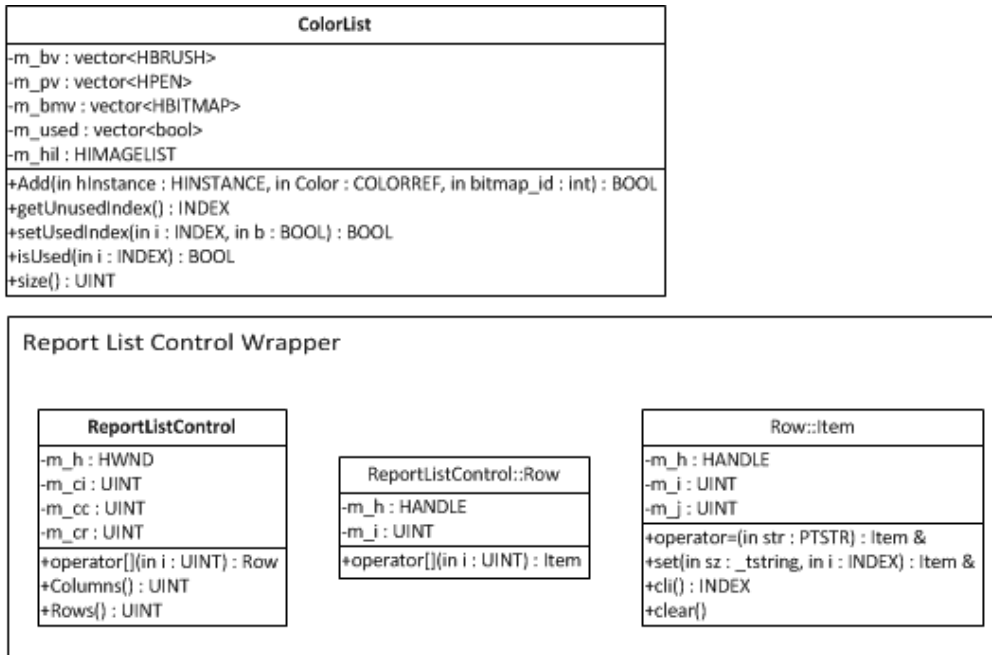 ColorList
-m_bv : vector<HBRUSH>
-m_pv : vector<HPEN>
-m_bmv : vector<HBITMAP>
-m_used : vector<bool>
-m_hil : HIMAGELIST
+Add(in hInstance : HINSTANCE, in Color : COLORREF, in bitmap_id : int) : BOOL
+getUnusedIndex() : INDEX
+setUsedIndex(in i : INDEX, in b : BOOL) : BOOL
+isUsed(in i : INDEX) : BOOL
+size() : UINT
Report List Control Wrapper
ReportListControl
-m_h : HWND
-m_ci : UINT
-m_cc : UINT
-m_cr : UINT
+operator[](in i : UINT) : Row
+Columns() : UINT
+Rows() : UINT
ReportListControl::Row
-m_h : HANDLE
-m_i : UINT
+operator[](in i : UINT) : Item
Row::Item
-m_h : HANDLE
-m_i : UINT
-m_j : UINT
+operator=(in str : PTSTR) : Item &
+set(in sz : _tstring, in i : INDEX) : Item &
+cli() : INDEX
+clear()